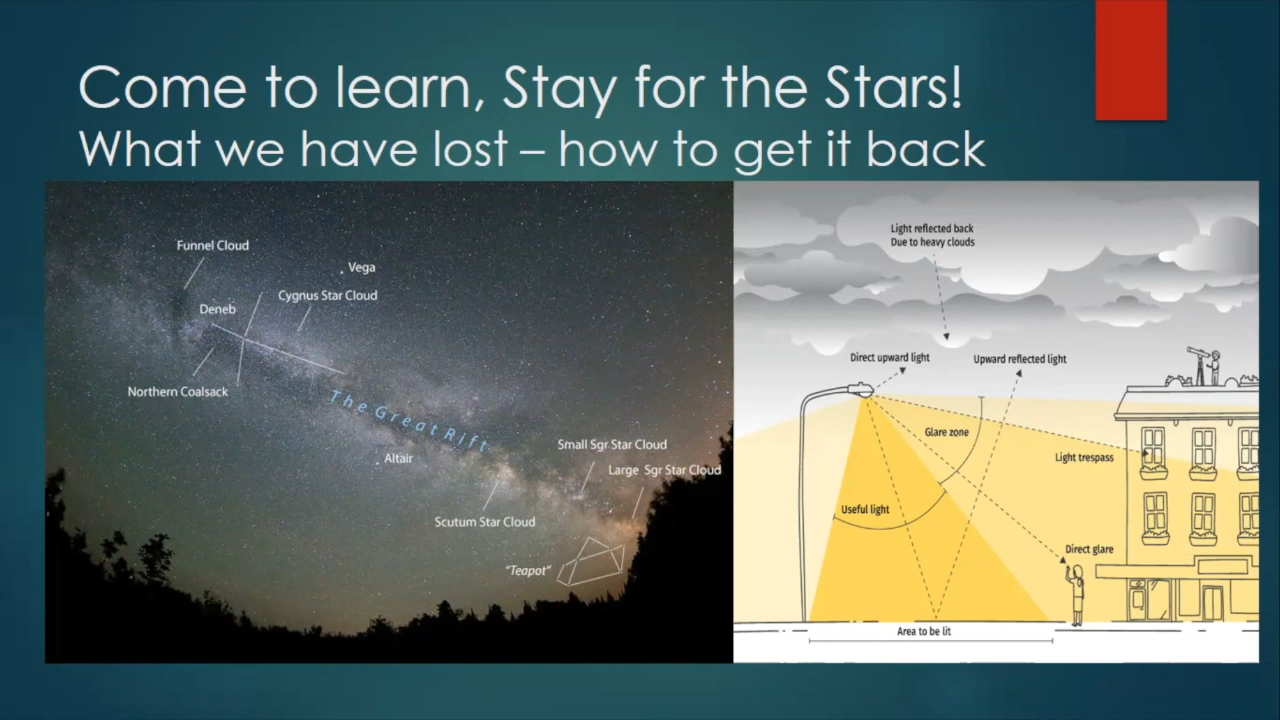 Come to learn, Stay for the Stars!
What we have lost – how to get it back
Funnel Cloud
Vega
Cygnus Star Cloud
Deneb
Northern Coalsack
The Great Rift
Altair
Small Sgr Star Cloud
Large Sgr Star Cloud
Scutum Star Cloud
"Teapot"
Light reflected back
Due to heavy clouds
Direct upward light
Upward reflected light
Glare zone
Light trespass
Useful light
Direct glare
Area to be lit